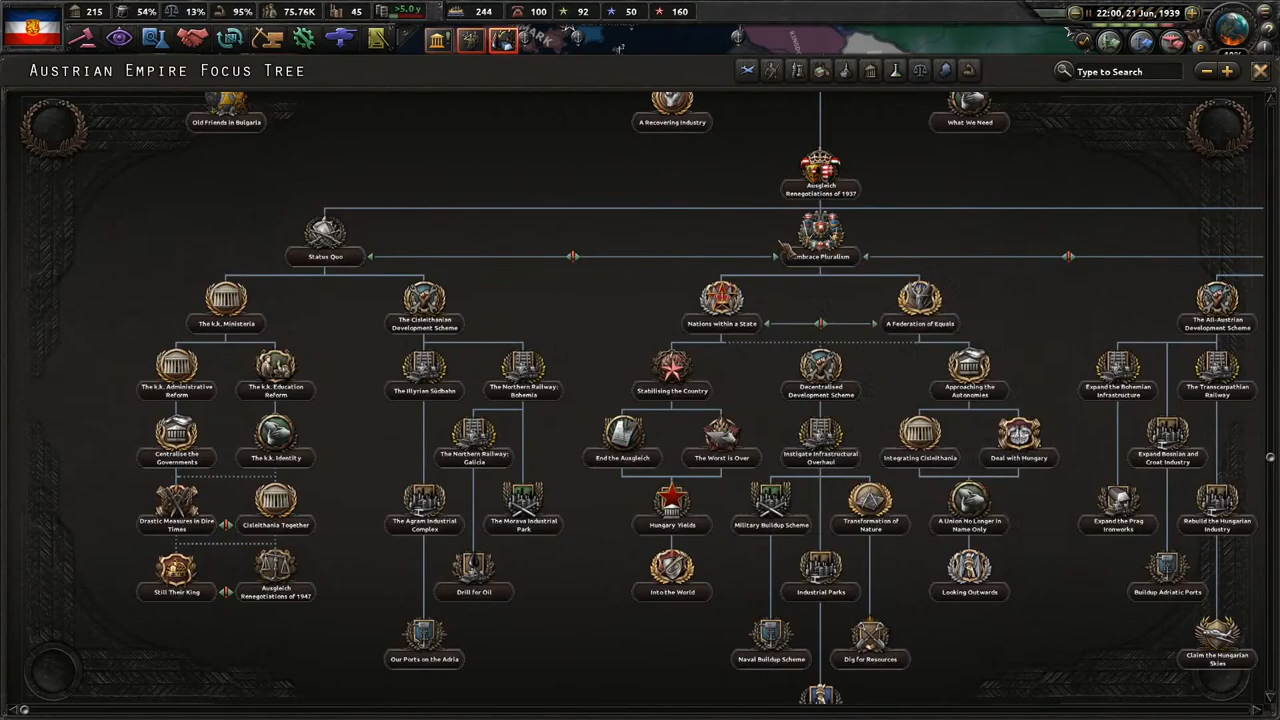 215
54%
13%
95%
75.76K
45
>5.0 y
244
100
92
50
160
22:00, 21 Jun, 1939
Austrian Empire Focus Tree
Type to Search
Old Friends in Bulgaria
A Recovering Industry
What We Need
Ausgleich
Renegotiations of 1937
Status Quo
Embrace Pluralism
The k.k. Ministeria
The Cisleithanian
Development Scheme
Nations within a State
A Federation of Equals
The All-Austrian
Development Scheme
The k.k. Administrative
Reform
The k.k. Education
Reform
The Illyrian Südbahn
The Northern Railway:
Bohemia
Stabilising the Country
Decentralised
Development Scheme
Approaching the
Autonomies
Expand the Bohemian
Infrastructure
The Transcarpathian
Railway
Centralise the
Governments
The k.k. Identity
The Northern Railway:
Galicia
End the Ausgleich
The Worst is Over
Instigate Infrastructural
Overhaul
Integrating Cisleithania
Deal with Hungary
Expand Bosnian and
Croat Industry
Drastic Measures in Dire
Times
Cisleithania Together
The Agram Industrial
Complex
The Morava Industrial
Park
Hungary Yields
Military Buildup Scheme
Transformation of
Nature
A Union No Longer in
Name Only
Expand the Prag
Ironworks
Rebuild the Hungarian
Industry
Still Their King
Ausgleich
Renegotiations of 1947
Drill for Oil
Into the World
Industrial Parks
Looking Outwards
Buildup Adriatic Ports
Our Ports on the Adria
Naval Buildup Scheme
Dig for Resources
Claim the Hungarian
Skies